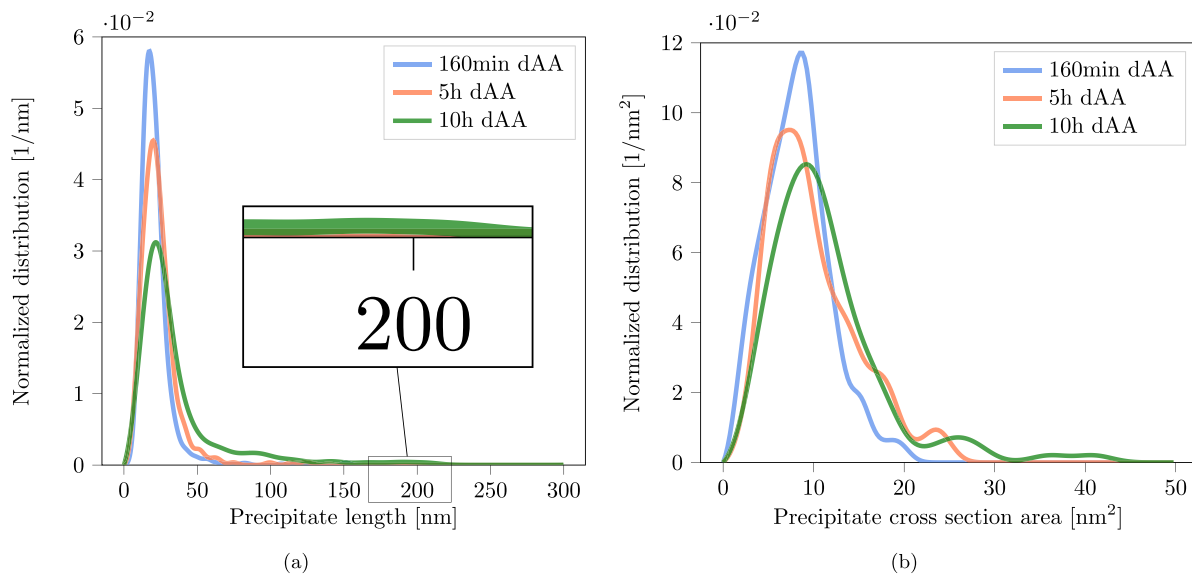 ·10⁻²
6
5
4
3
2
1
0
0 50 100 150 200 250 300
Normalized distribution [1/nm]
Precipitate length [nm]
160min dAA
5h dAA
10h dAA
200
(a)
·10⁻²
12
10
8
6
4
2
0
0 10 20 30 40 50
Normalized distribution [1/nm²]
Precipitate cross section area [nm²]
160min dAA
5h dAA
10h dAA
(b)